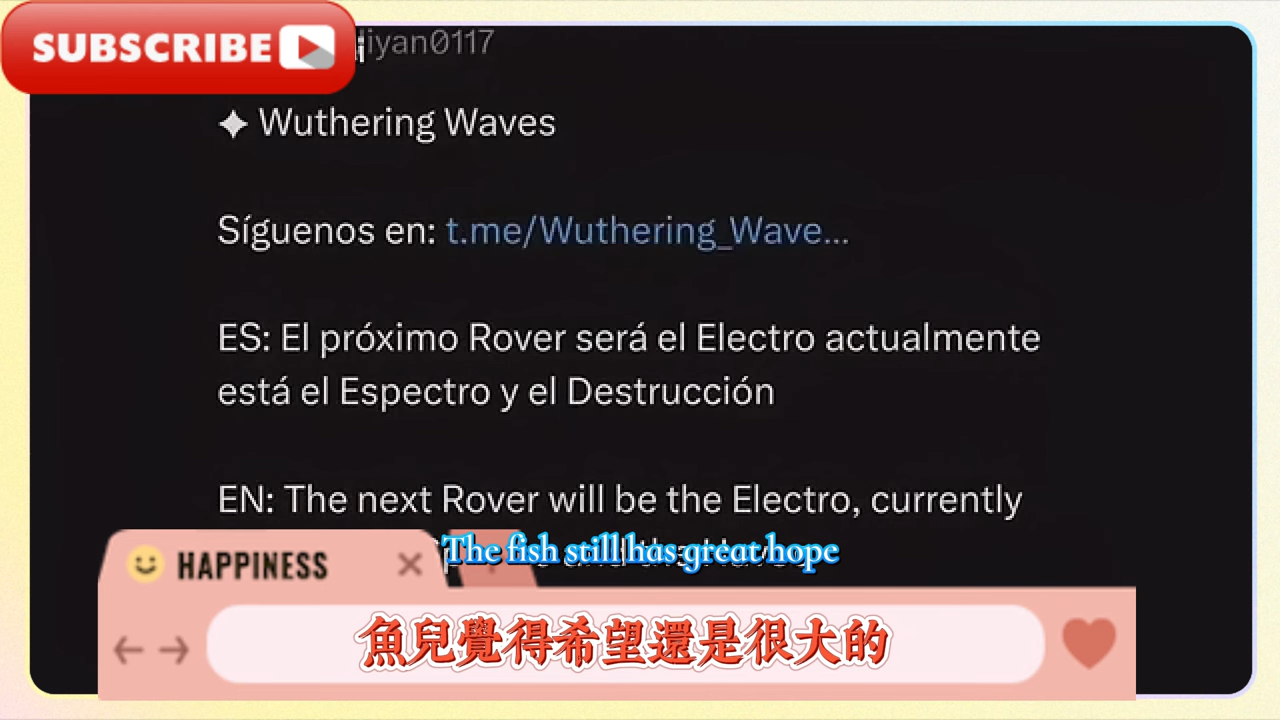 SUBSCRIBE
iyan0117
✦ Wuthering Waves
Síguenos en: t.me/Wuthering_Wave...
ES: El próximo Rover será el Electro actualmente
está el Espectro y el Destrucción
EN: The next Rover will be the Electro, currently
The fish still has great hope
HAPPINESS
魚兒覺得希望還是很大的